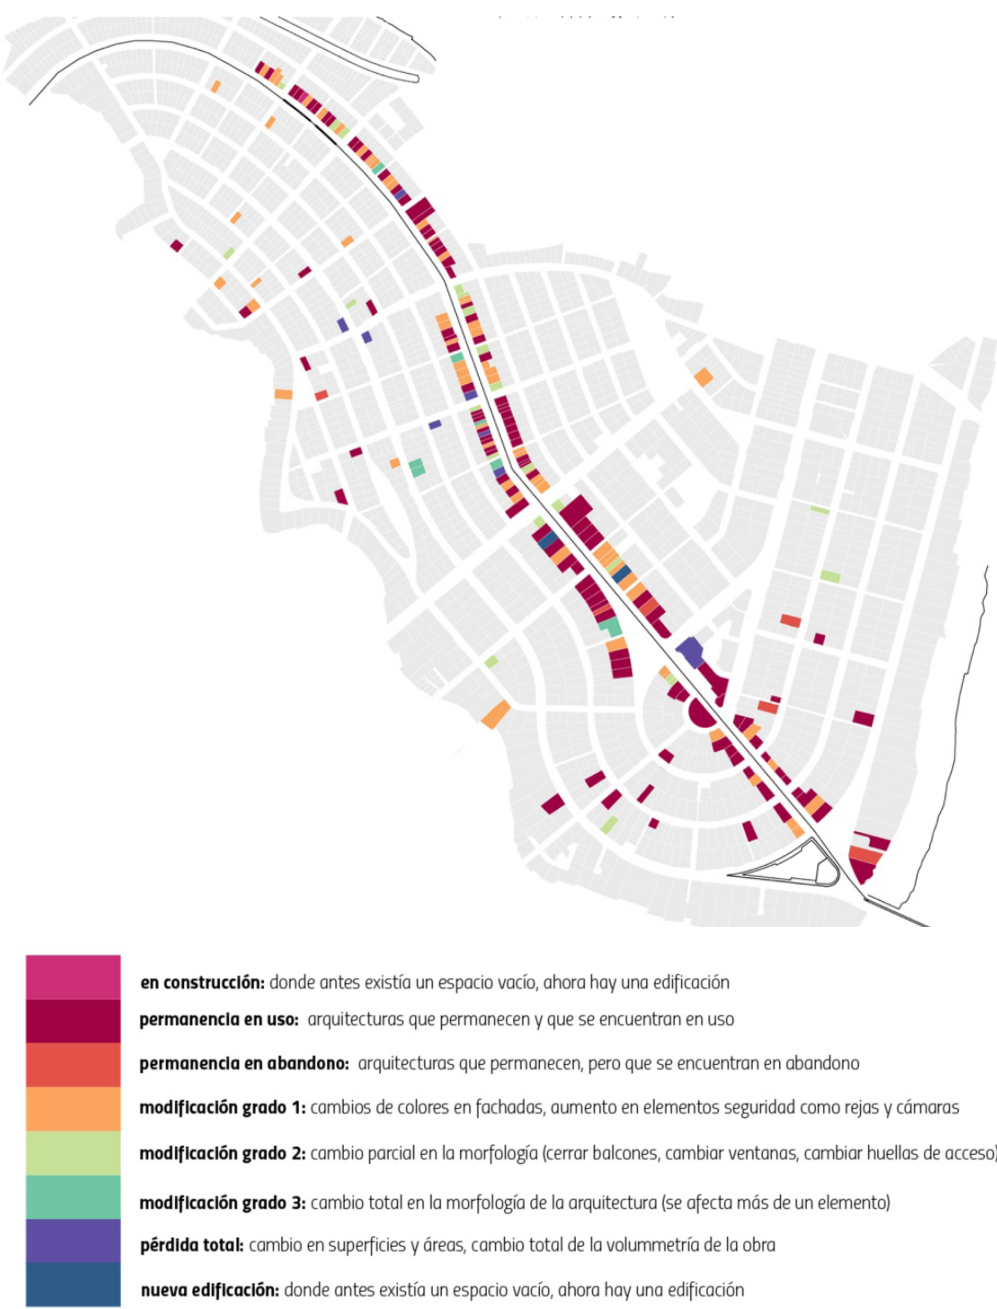 en construcción: donde antes existía un espacio vacío, ahora hay una edificación
permanencia en uso: arquitecturas que permanecen y que se encuentran en uso
permanencia en abandono: arquitecturas que permanecen, pero que se encuentran en abandono
modificación grado 1: cambios de colores en fachadas, aumento en elementos seguridad como rejas y cámaras
modificación grado 2: cambio parcial en la morfología (cerrar balcones, cambiar ventanas, cambiar huellas de acceso)
modificación grado 3: cambio total en la morfología de la arquitectura (se afecta más de un elemento)
pérdida total: cambio en superficies y áreas, cambio total de la volummetría de la obra
nueva edificación: donde antes existía un espacio vacío, ahora hay una edificación